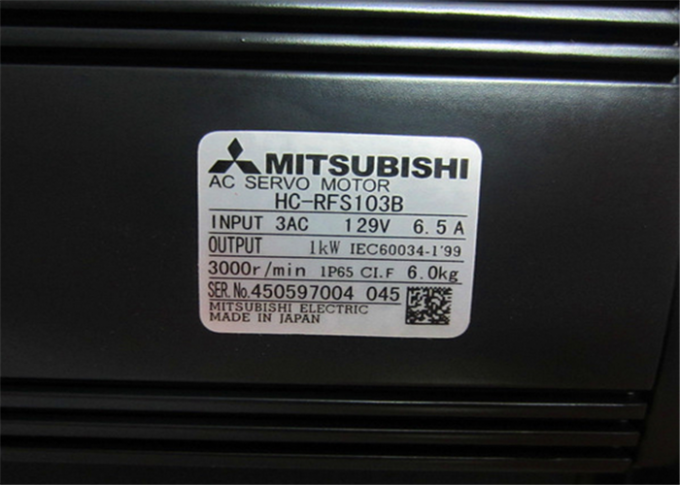 MITSUBISHI
AC SERVO MOTOR
HC-RFS103B
INPUT 3AC 129V 6.5A
OUTPUT 1kW IEC60034-1'99
3000r/min IP65 CI.F 6.0kg
SER.No.450597004 045
MITSUBISHI ELECTRIC
MADE IN JAPAN